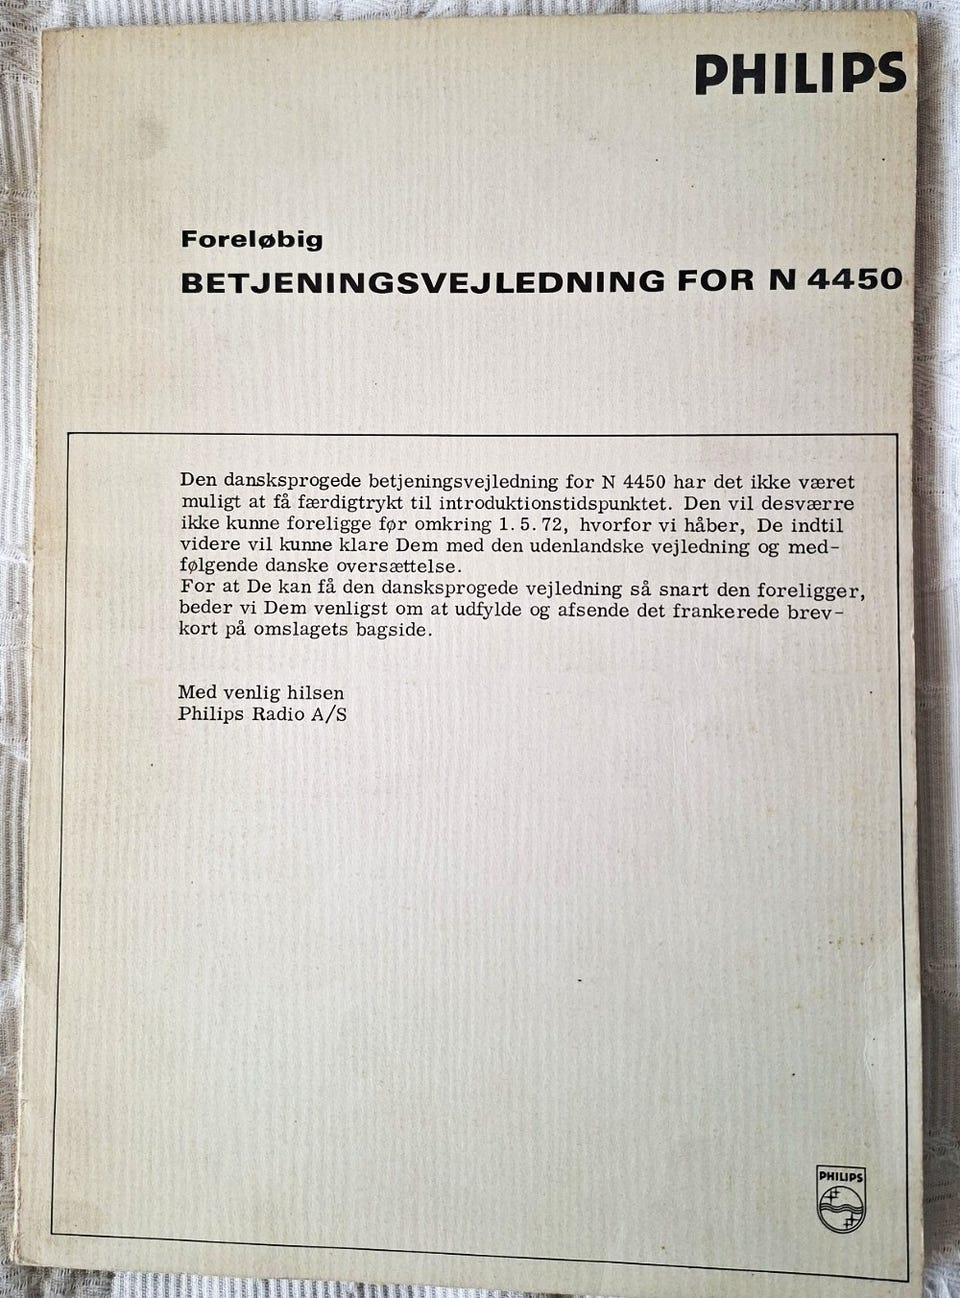 PHILIPS
Foreløbig
BETJENINGSVEJLEDNING FOR N 4450
Den dansksprogede betjeningsvejledning for N 4450 har det ikke været
muligt at få færdigtrykt til introduktionstidspunktet. Den vil desværre
ikke kunne foreligge før omkring 1.5.72, hvorfor vi håber, De indtil
videre vil kunne klare Dem med den udenlandske vejledning og med-
følgende danske oversættelse.
For at De kan få den dansksprogede vejledning så snart den foreligger,
beder vi Dem venligst om at udfylde og afsende det frankerede brev-
kort på omslagets bagside.
Med venlig hilsen
Philips Radio A/S
PHILIPS